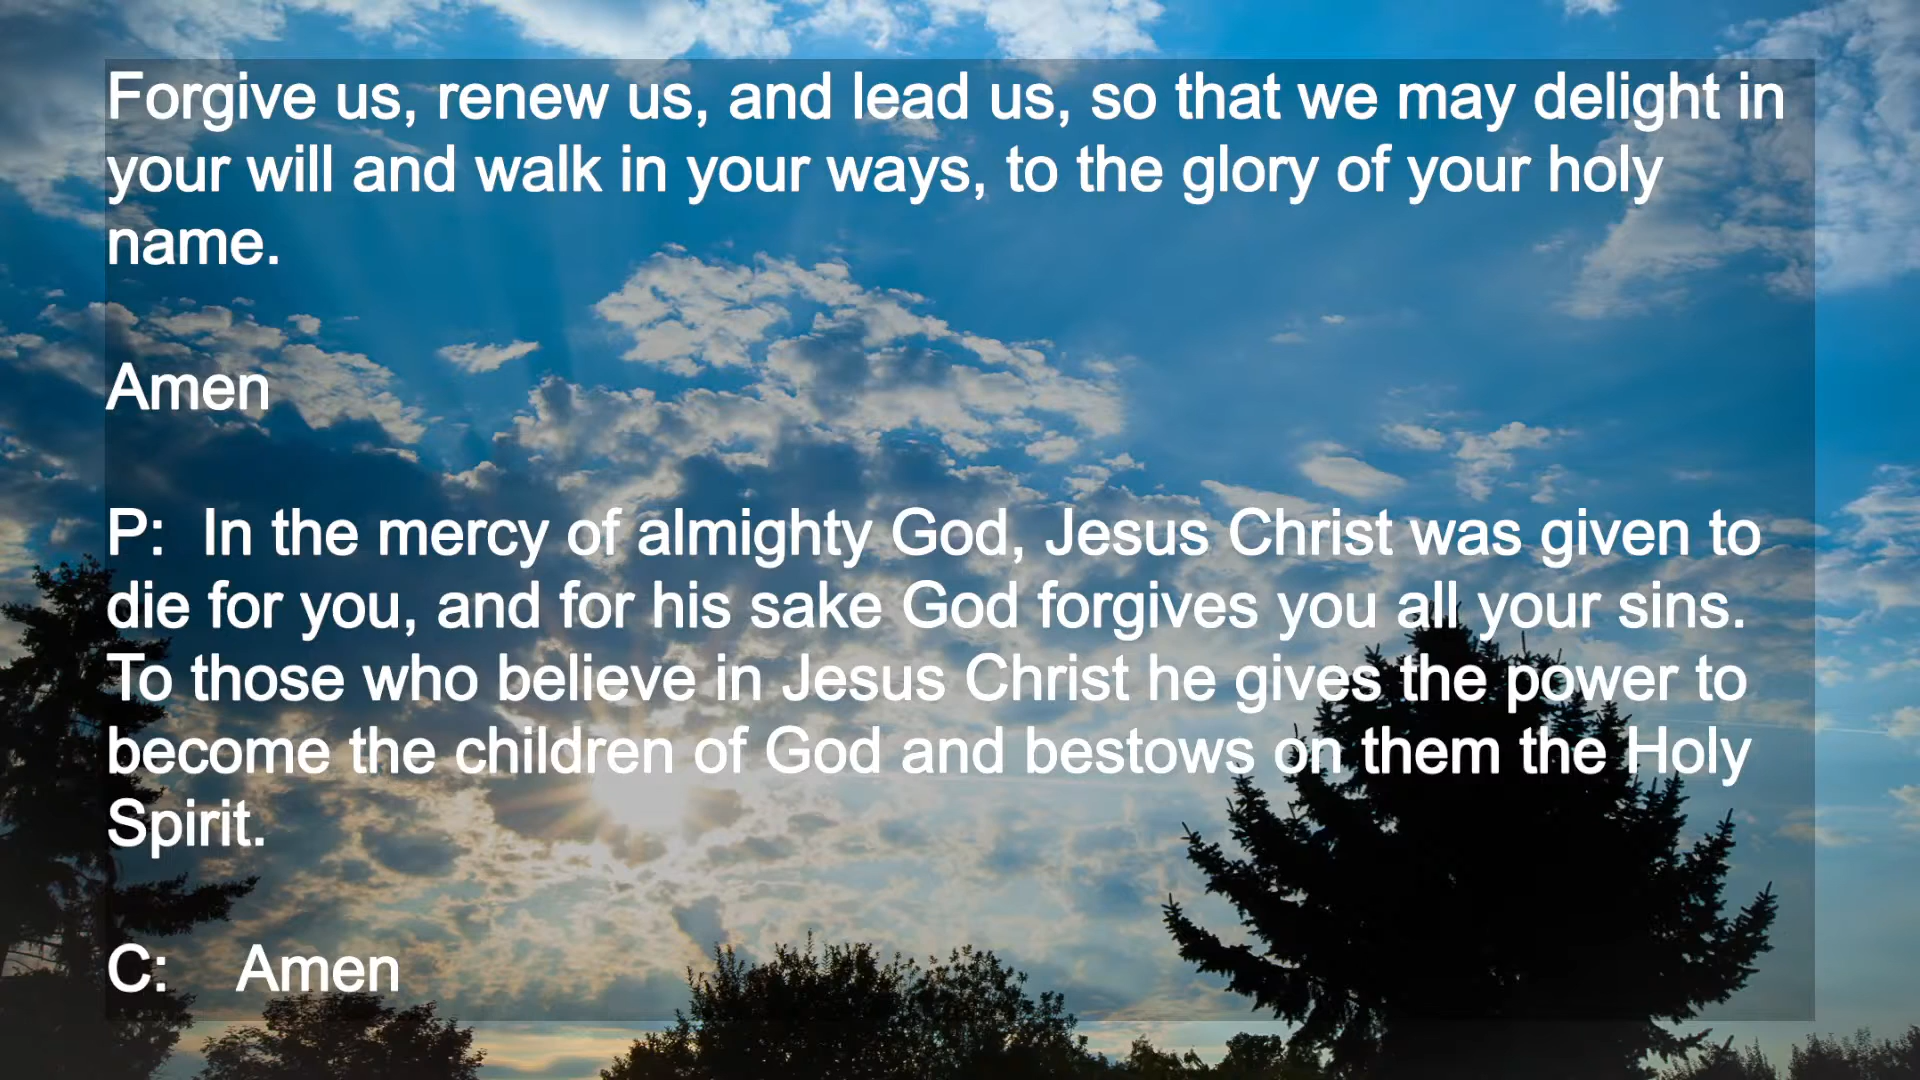 Forgive us, renew us, and lead us, so that we may delight in
your will and walk in your ways, to the glory of your holy
name.
Amen
P:  In the mercy of almighty God, Jesus Christ was given to
die for you, and for his sake God forgives you all your sins.
To those who believe in Jesus Christ he gives the power to
become the children of God and bestows on them the Holy
Spirit.
C:    Amen